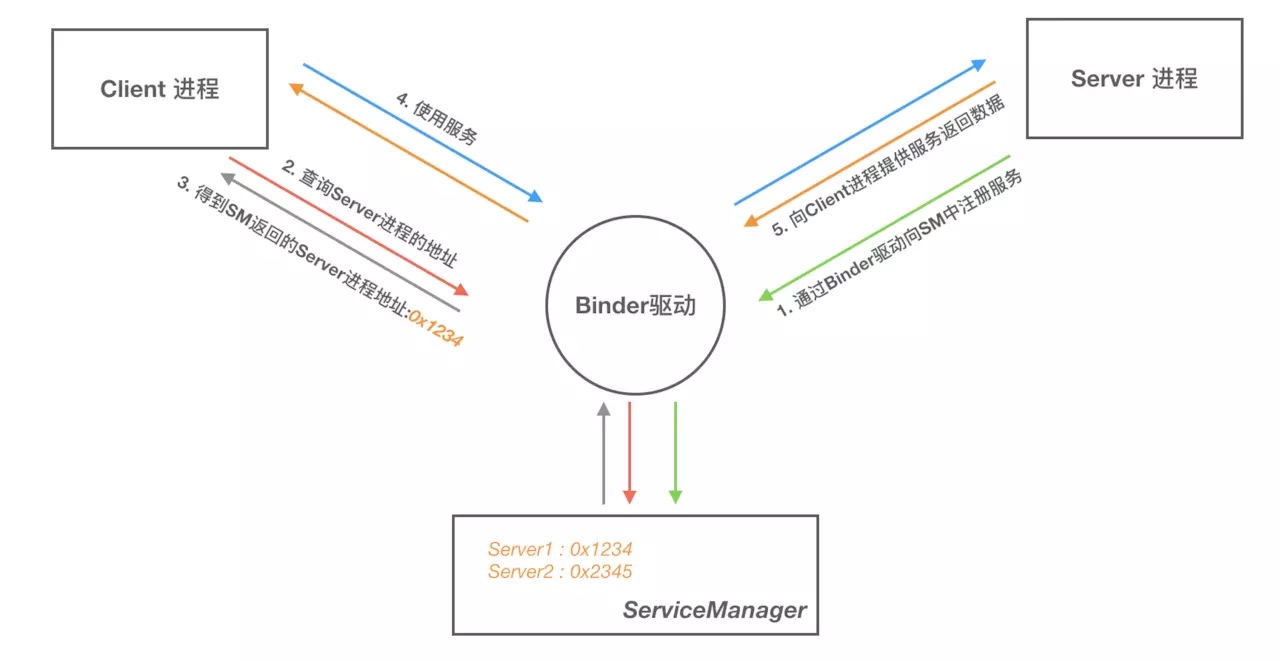 Client 进程
Server 进程
4. 使用服务
2. 查询Server进程的地址
3. 得到SM返回的Server进程地址:0x1234
5. 向Client进程提供服务返回数据
1. 通过Binder驱动向SM中注册服务
Binder驱动
Server1 : 0x1234
Server2 : 0x2345
ServiceManager